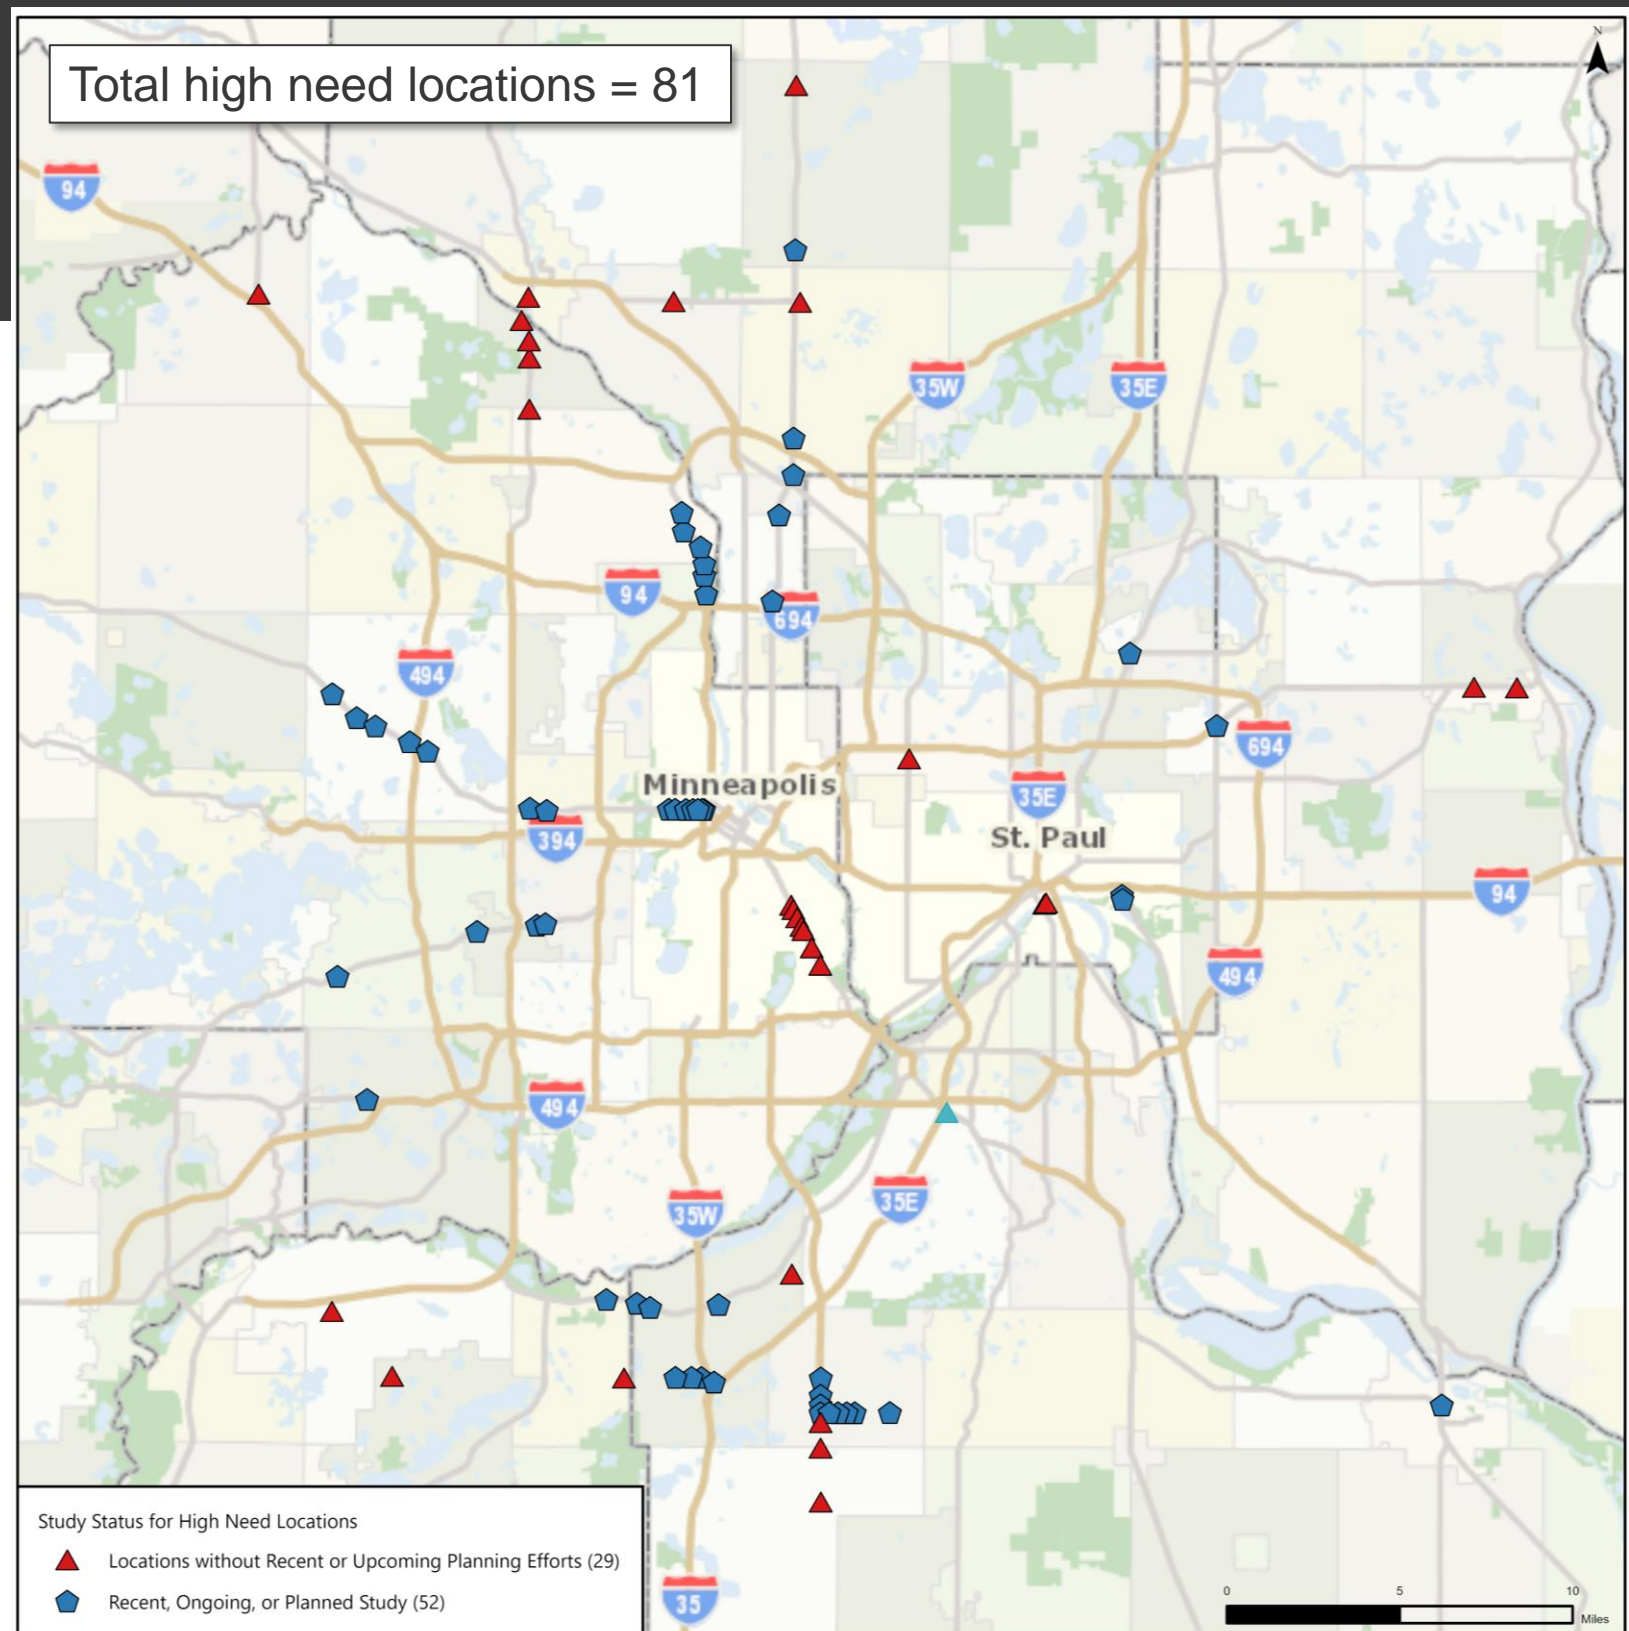 Total high need locations = 81
N
94
35W
35E
94
694
494
694
Minneapolis
35E
St. Paul
394
94
494
494
35E
35W
Study Status for High Need Locations
Locations without Recent or Upcoming Planning Efforts (29)
Recent, Ongoing, or Planned Study (52)
35
0 5 10
Miles